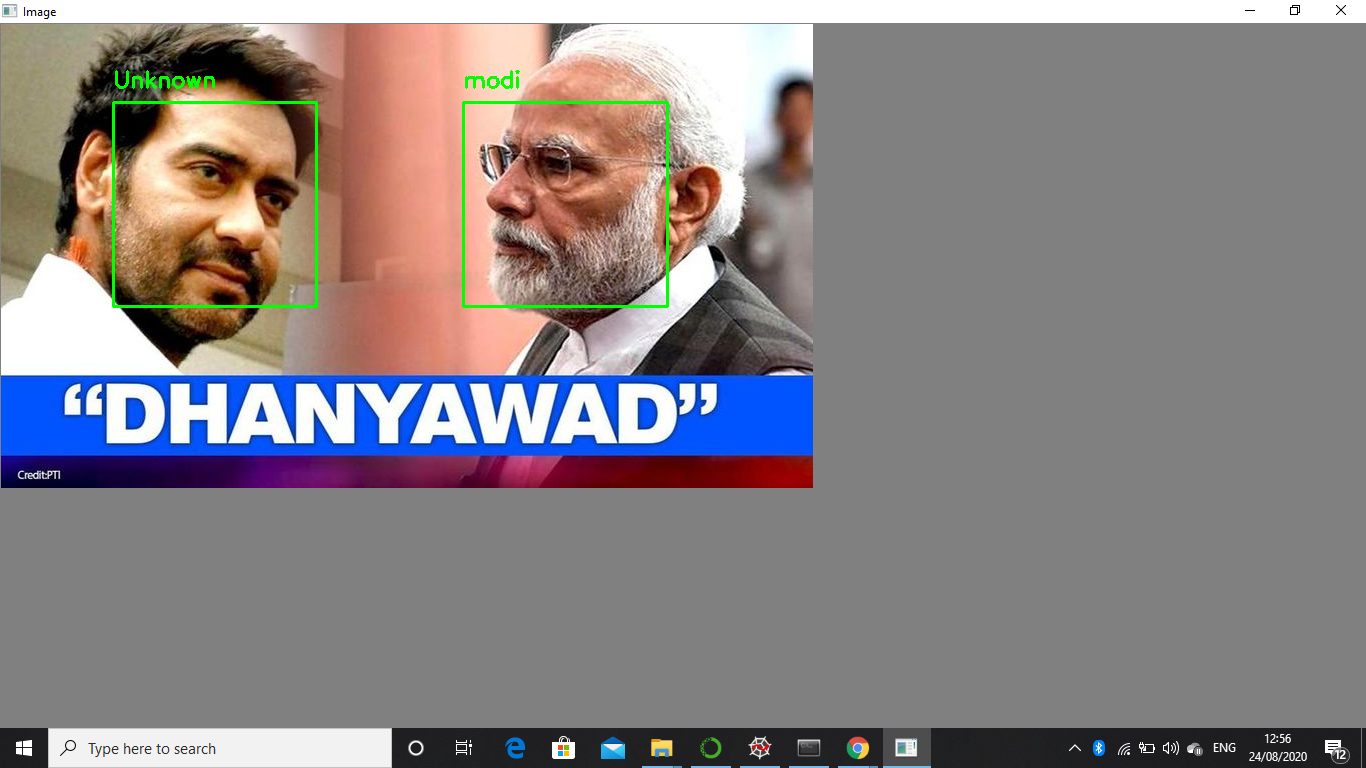 Image
Unknown
modi
“DHANYAWAD”
Credit:PTI
Type here to search
ENG
12:56
24/08/2020
12